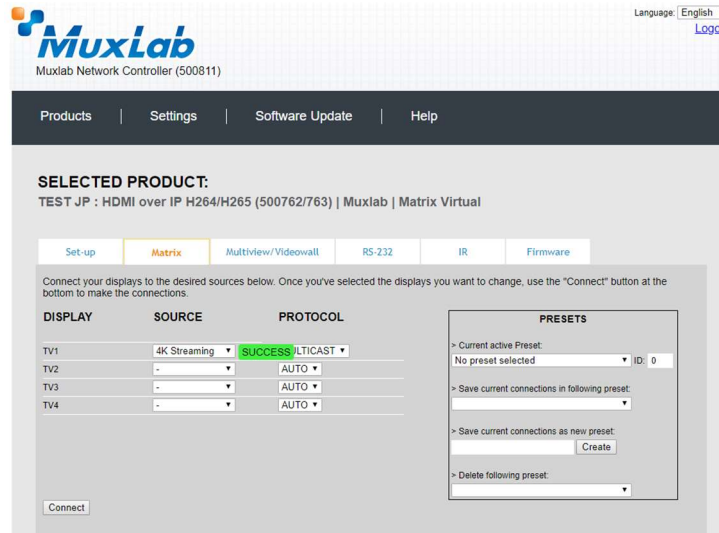 Language: English
MuxLab
Muxlab Network Controller (500811)
Products | Settings | Software Update | Help
SELECTED PRODUCT:
TEST JP : HDMI over IP H264/H265 (500762/763) | Muxlab | Matrix Virtual
Set-up Matrix Multiview/Videowall RS-232 IR Firmware
Connect your displays to the desired sources below. Once you've selected the displays you want to change, use the "Connect" button at the
bottom to make the connections.
DISPLAY SOURCE PROTOCOL
TV1 4K Streaming SUCCESS
TV2 - AUTO
TV3 - AUTO
TV4 - AUTO
Connect
PRESETS
> Current active Preset:
No preset selected ID: 0
> Save current connections in following preset:
> Save current connections as new preset:
Create
> Delete following preset: